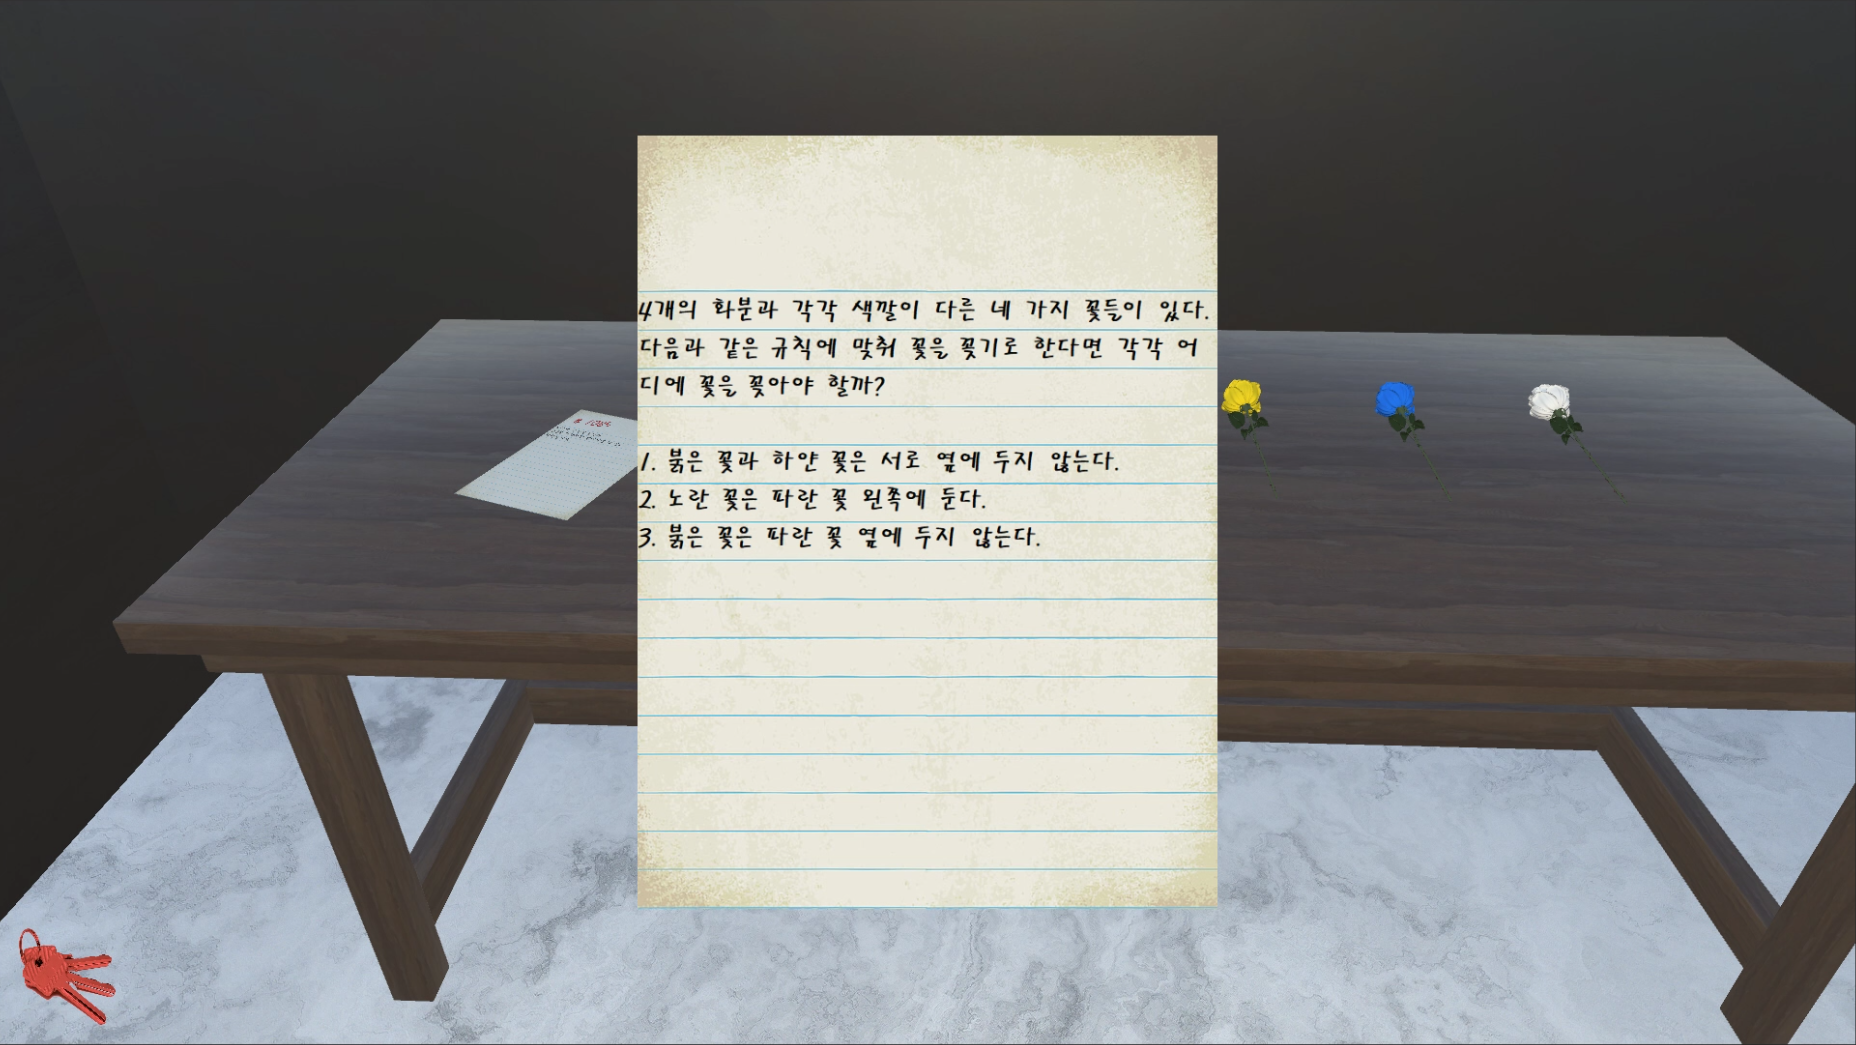 4개의 화분과 각각 색깔이 다른 네 가지 꽃들이 있다.
다음과 같은 규칙에 맞춰 꽃을 꽂기로 한다면 각각 어
디에 꽃을 꽂아야 할까?
1. 붉은 꽃과 하얀 꽃은 서로 옆에 두지 않는다.
2. 노란 꽃은 파란 꽃 왼쪽에 둔다.
3. 붉은 꽃은 파란 꽃 옆에 두지 않는다.